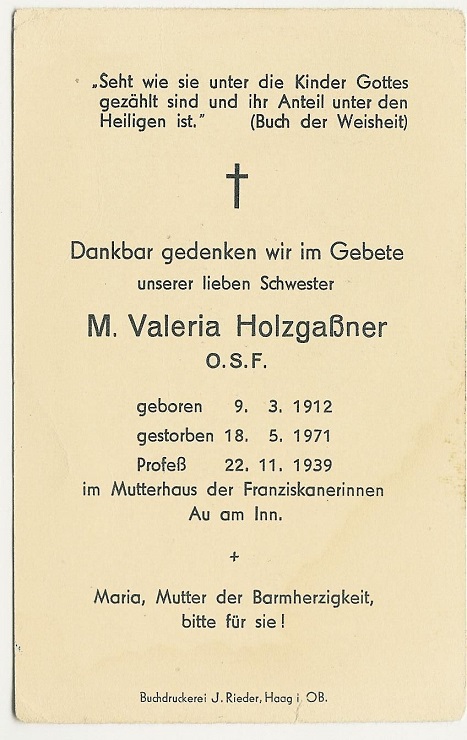 „Seht wie sie unter die Kinder Gottes
gezählt sind und ihr Anteil unter den
Heiligen ist.” (Buch der Weisheit)
Dankbar gedenken wir im Gebete
unserer lieben Schwester
M. Valeria Holzgaßner
O.S.F.
geboren 9. 3. 1912
gestorben 18. 5. 1971
Profeß 22. 11. 1939
im Mutterhaus der Franziskanerinnen
Au am Inn.
+
Maria, Mutter der Barmherzigkeit,
bitte für sie!
Buchdruckerei J. Rieder, Haag i OB.